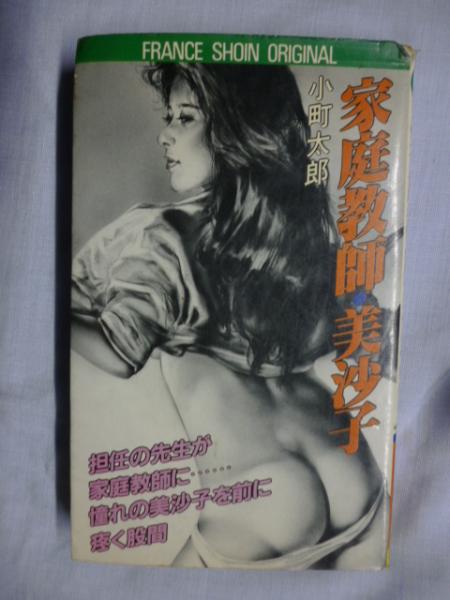 FRANCE SHOIN ORIGINAL
家庭教師・美沙子
小町太郎
担任の先生が
家庭教師に……
憧れの美沙子を前に
疼く股間